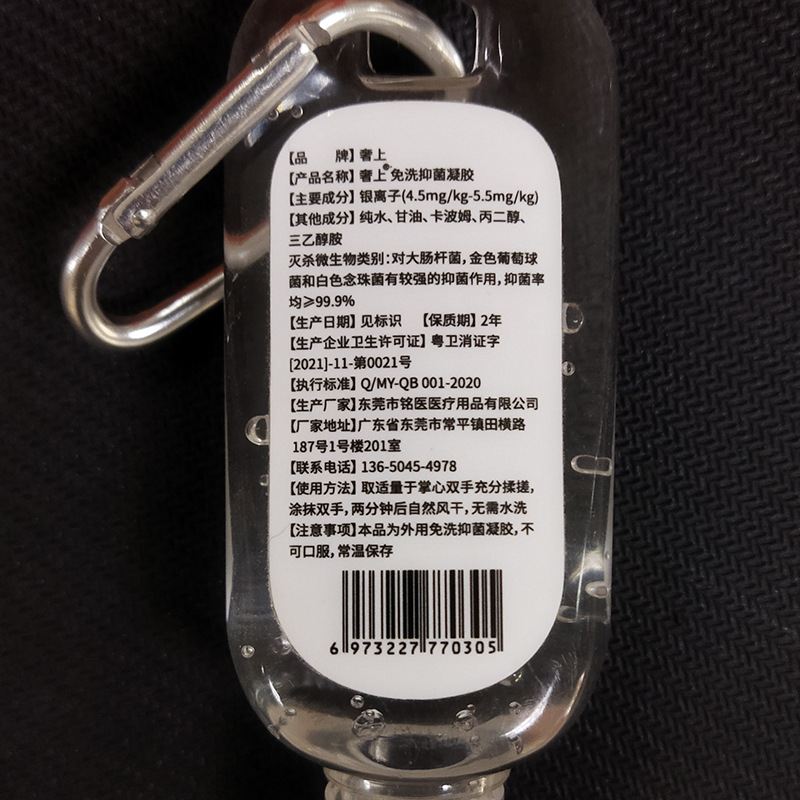 【品　　牌】奢上
【产品名称】奢上 免洗抑菌凝胶
【主要成分】银离子(4.5mg/kg-5.5mg/kg)
【其他成分】纯水、甘油、卡波姆、丙二醇、
三乙醇胺
灭杀微生物类别：对大肠杆菌，金色葡萄球
菌和白色念珠菌有较强的抑菌作用，抑菌率
均≥99.9%
【生产日期】见标识　【保质期】2年
【生产企业卫生许可证】粤卫消证字
[2021]-11-第0021号
【执行标准】Q/MY-QB 001-2020
【生产厂家】东莞市铭医医疗用品有限公司
【厂家地址】广东省东莞市常平镇田横路
187号1号楼201室
【联系电话】136-5045-4978
【使用方法】取适量于掌心双手充分揉搓，
涂抹双手，两分钟后自然风干，无需水洗
【注意事项】本品为外用免洗抑菌凝胶，不
可口服，常温保存
6 973227 770305